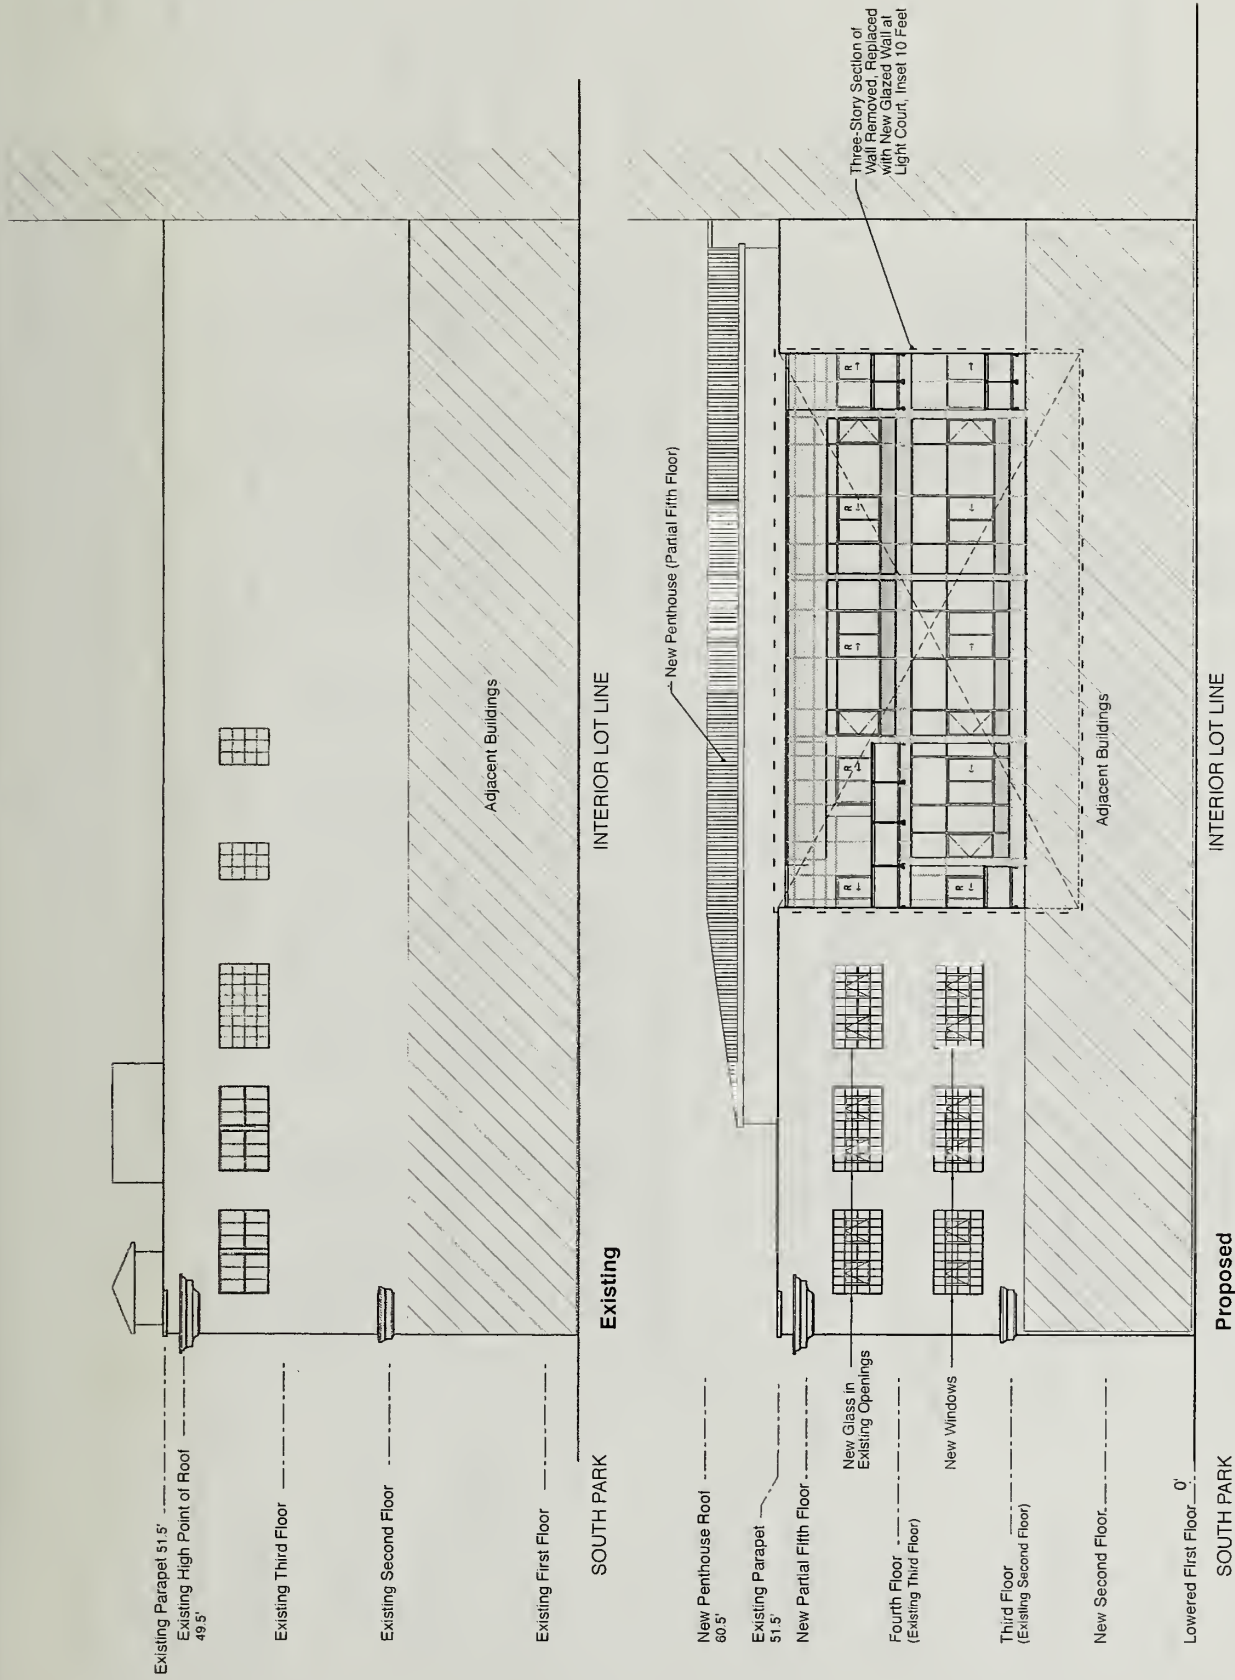 Existing Parapet 51.5'
Existing High Point of Roof
49.5'
Existing Third Floor
Existing Second Floor
Existing First Floor
SOUTH PARK
Existing
Adjacent Buildings
INTERIOR LOT LINE
New Penthouse Roof
60.5'
Existing Parapet
51.5'
New Partial Fifth Floor
Fourth Floor
(Existing Third Floor)
Third Floor
(Existing Second Floor)
New Second Floor
Lowered First Floor 0'
SOUTH PARK
Proposed
New Glass in
Existing Openings
New Windows
New Penthouse (Partial Fifth Floor)
Three-Story Section of
Wall Removed, Replaced
with New Glazed Wall at
Light Court, Inset 10 Feet
R
R
R
R
R
R
Adjacent Buildings
INTERIOR LOT LINE